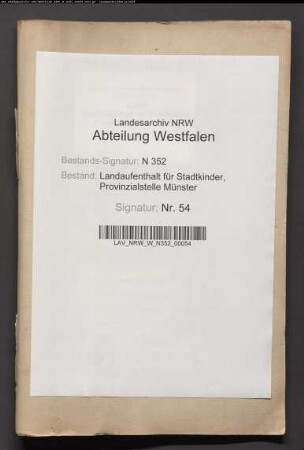 Landesarchiv NRW
Abteilung Westfalen
Bestands-Signatur: N 352
Bestand: Landaufenthalt für Stadtkinder,
Provinzialstelle Münster
Signatur: Nr. 54
LAV_NRW_W_N352_00054